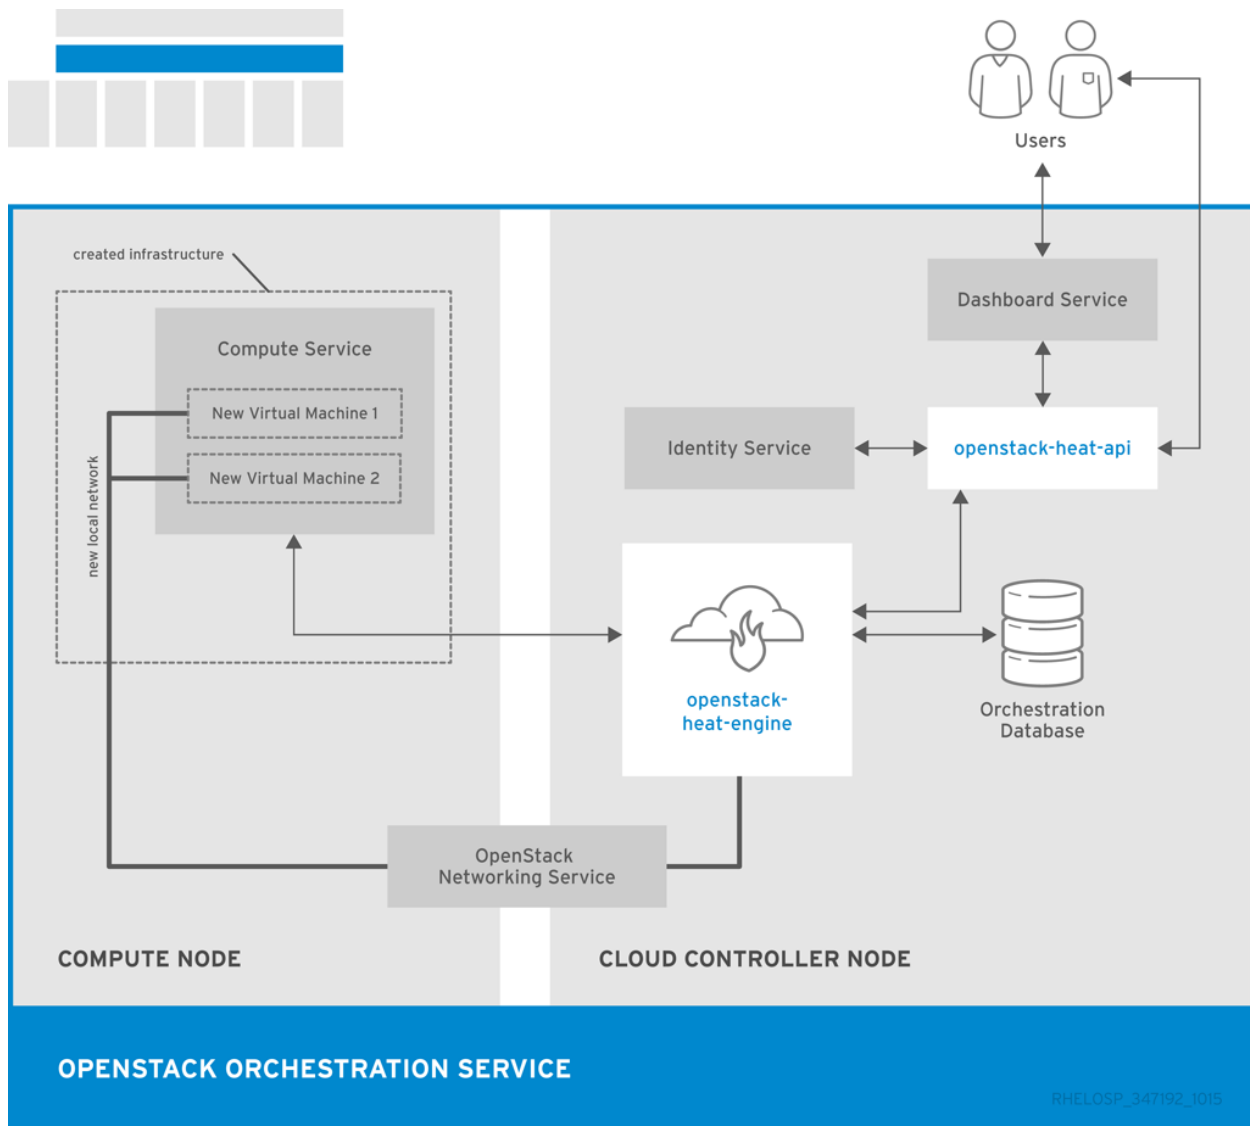 Users
created infrastructure
Dashboard Service
Compute Service
New Virtual Machine 1
Identity Service
openstack-heat-api
New Virtual Machine 2
new local network
openstack-
heat-engine
Orchestration
Database
OpenStack
Networking Service
COMPUTE NODE
CLOUD CONTROLLER NODE
OPENSTACK ORCHESTRATION SERVICE
RHELOSP_347192_1015